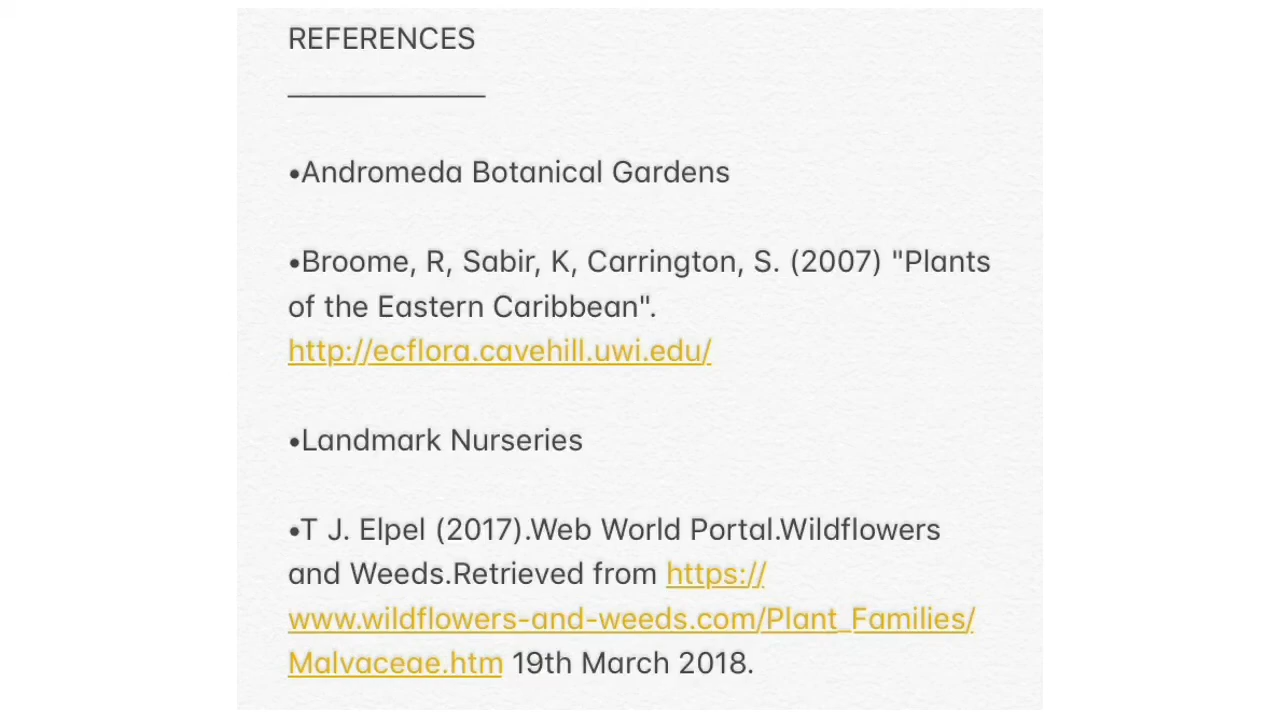 REFERENCES
______________
•Andromeda Botanical Gardens
•Broome, R, Sabir, K, Carrington, S. (2007) "Plants
of the Eastern Caribbean".
http://ecflora.cavehill.uwi.edu/
•Landmark Nurseries
•T J. Elpel (2017).Web World Portal.Wildflowers
and Weeds.Retrieved from https://
www.wildflowers-and-weeds.com/Plant_Families/
Malvaceae.htm 19th March 2018.